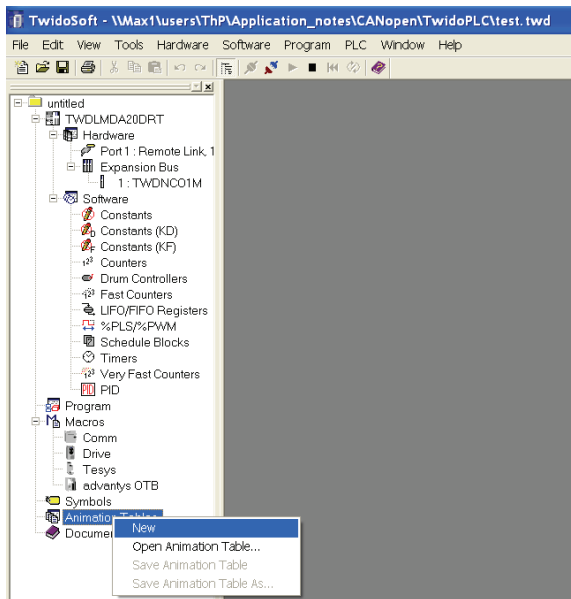 TwidoSoft - \\Max1\users\ThP\Application_notes\CANopen\TwidoPLC\test.twd
File Edit View Tools Hardware Software Program PLC Window Help
untitled
TWDLMDA20DRT
Hardware
Port 1 : Remote Link, 1
Expansion Bus
1 : TWDNCO1M
Software
Constants
Constants (KD)
Constants (KF)
Counters
Drum Controllers
Fast Counters
LIFO/FIFO Registers
%PLS/%PWM
Schedule Blocks
Timers
Very Fast Counters
PID
Program
Macros
Comm
Drive
Tesys
advantys OTB
Symbols
Animation Tables
New
Docume
Open Animation Table...
Save Animation Table
Save Animation Table As...